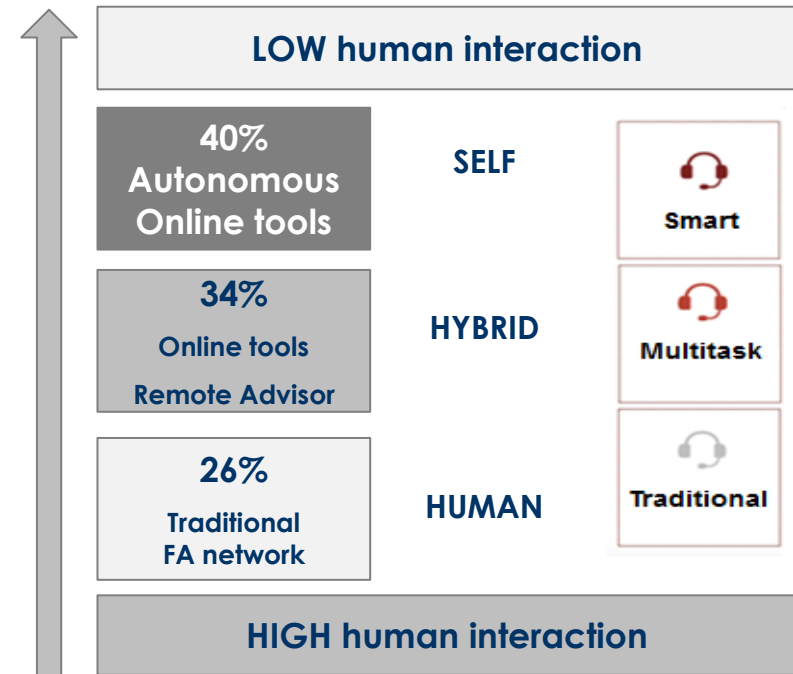 LOW human interaction
40%
Autonomous
Online tools
SELF
Smart
34%
Online tools
Remote Advisor
HYBRID
Multitask
26%
Traditional
FA network
HUMAN
Traditional
HIGH human interaction